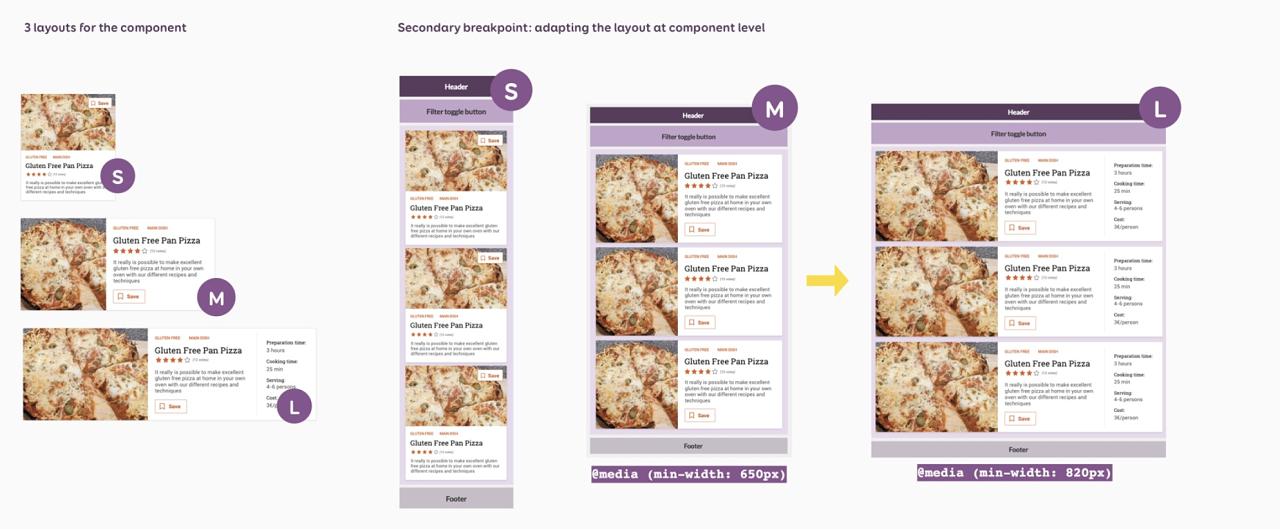 3 layouts for the component
Save
GLUTEN FREE MAIN DISH
Gluten Free Pan Pizza
(13 votes)
It really is possible to make excellent gluten
free pizza at home in your own oven with our
different recipes and techniques
S
GLUTEN FREE MAIN DISH
Gluten Free Pan Pizza
(13 votes)
It really is possible to make excellent
gluten free pizza at home in your own
oven with our different recipes and
techniques
Save
M
GLUTEN FREE MAIN DISH
Gluten Free Pan Pizza
(13 votes)
It really is possible to make excellent
gluten free pizza at home in your own
oven with our different recipes and
techniques
Save
Preparation time:
3 hours
Cooking time:
25 min
Serving:
4-6 persons
Cost:
3€/p
L
Secondary breakpoint: adapting the layout at component level
Header
S
Filter toggle button
Save
GLUTEN FREE MAIN DISH
Gluten Free Pan Pizza
(13 votes)
It really is possible to make excellent gluten
free pizza at home in your own oven with our
different recipes and techniques
Save
GLUTEN FREE MAIN DISH
Gluten Free Pan Pizza
(13 votes)
It really is possible to make excellent gluten
free pizza at home in your own oven with our
different recipes and techniques
Save
GLUTEN FREE MAIN DISH
Gluten Free Pan Pizza
(13 votes)
It really is possible to make excellent gluten
free pizza at home in your own oven with our
different recipes and techniques
Footer
Header
M
Filter toggle button
GLUTEN FREE MAIN DISH
Gluten Free Pan Pizza
(13 votes)
It really is possible to make excellent
gluten free pizza at home in your own
oven with our different recipes and
techniques
Save
GLUTEN FREE MAIN DISH
Gluten Free Pan Pizza
(13 votes)
It really is possible to make excellent
gluten free pizza at home in your own
oven with our different recipes and
techniques
Save
GLUTEN FREE MAIN DISH
Gluten Free Pan Pizza
(13 votes)
It really is possible to make excellent
gluten free pizza at home in your own
oven with our different recipes and
techniques
Save
Footer
@media (min-width: 650px)
Header
L
Filter toggle button
GLUTEN FREE MAIN DISH
Gluten Free Pan Pizza
(13 votes)
It really is possible to make excellent
gluten free pizza at home in your own
oven with our different recipes and
techniques
Save
Preparation time:
3 hours
Cooking time:
25 min
Serving:
4-6 persons
Cost:
3€/person
GLUTEN FREE MAIN DISH
Gluten Free Pan Pizza
(13 votes)
It really is possible to make excellent
gluten free pizza at home in your own
oven with our different recipes and
techniques
Save
Preparation time:
3 hours
Cooking time:
25 min
Serving:
4-6 persons
Cost:
3€/person
GLUTEN FREE MAIN DISH
Gluten Free Pan Pizza
(13 votes)
It really is possible to make excellent
gluten free pizza at home in your own
oven with our different recipes and
techniques
Save
Preparation time:
3 hours
Cooking time:
25 min
Serving:
4-6 persons
Cost:
3€/person
Footer
@media (min-width: 820px)